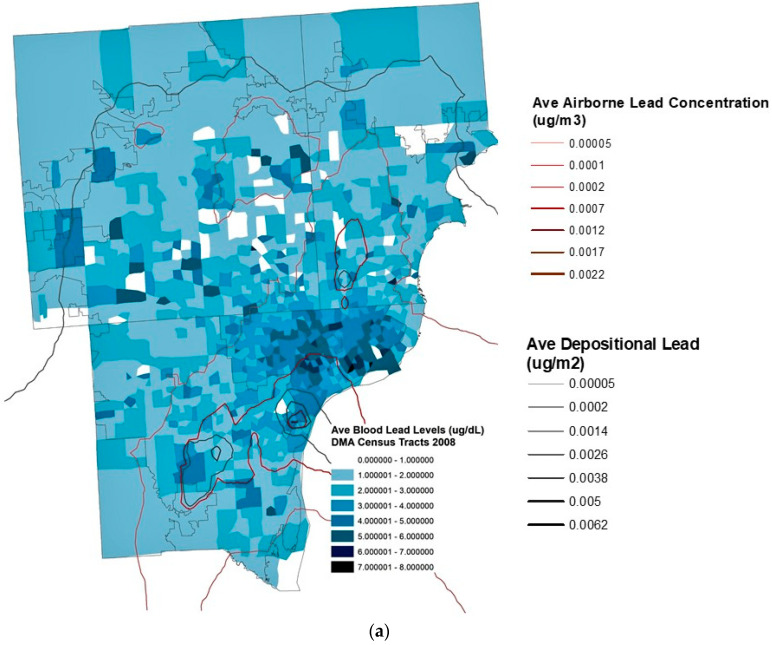 Ave Airborne Lead Concentration
(ug/m3)
0.00005
0.0001
0.0002
0.0007
0.0012
0.0017
0.0022
Ave Depositional Lead
(ug/m2)
0.00005
0.0002
0.0014
0.0026
0.0038
0.005
0.0062
Ave Blood Lead Levels (ug/dL)
DMA Census Tracts 2008
0.000000 - 1.000000
1.000001 - 2.000000
2.000001 - 3.000000
3.000001 - 4.000000
4.000001 - 5.000000
5.000001 - 6.000000
6.000001 - 7.000000
7.000001 - 8.000000
(a)